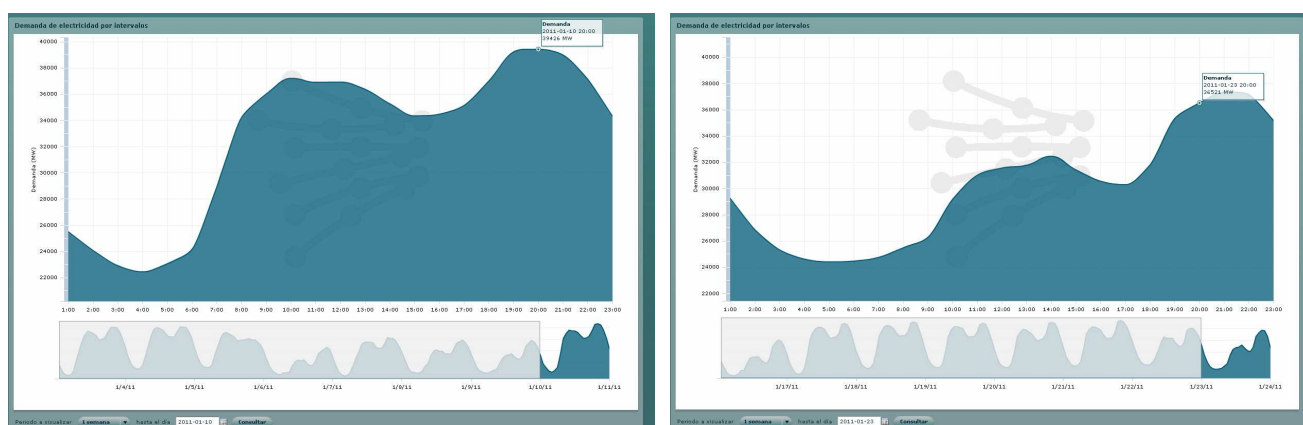 Demanda de electricidad por intervalos
Demanda
2011-01-10 20:00
39426 MW
40000
38000
36000
34000
32000
30000
28000
26000
24000
22000
Demanda (MW)
1:00 2:00 3:00 4:00 5:00 6:00 7:00 8:00 9:00 10:00 11:00 12:00 13:00 14:00 15:00 16:00 17:00 18:00 19:00 20:00 21:00 22:00 23:00
1/4/11 1/5/11 1/6/11 1/7/11 1/8/11 1/9/11 1/10/11 1/11/11
Periodo a visualizar 1 semana hasta el día 2011-01-10 Consultar
Demanda de electricidad por intervalos
Demanda
2011-01-23 20:00
36521 MW
40000
38000
36000
34000
32000
30000
28000
26000
24000
22000
Demanda (MW)
1:00 2:00 3:00 4:00 5:00 6:00 7:00 8:00 9:00 10:00 11:00 12:00 13:00 14:00 15:00 16:00 17:00 18:00 19:00 20:00 21:00 22:00 23:00
1/17/11 1/18/11 1/19/11 1/20/11 1/21/11 1/22/11 1/23/11 1/24/11
Periodo a visualizar 1 semana hasta el día 2011-01-23 Consultar